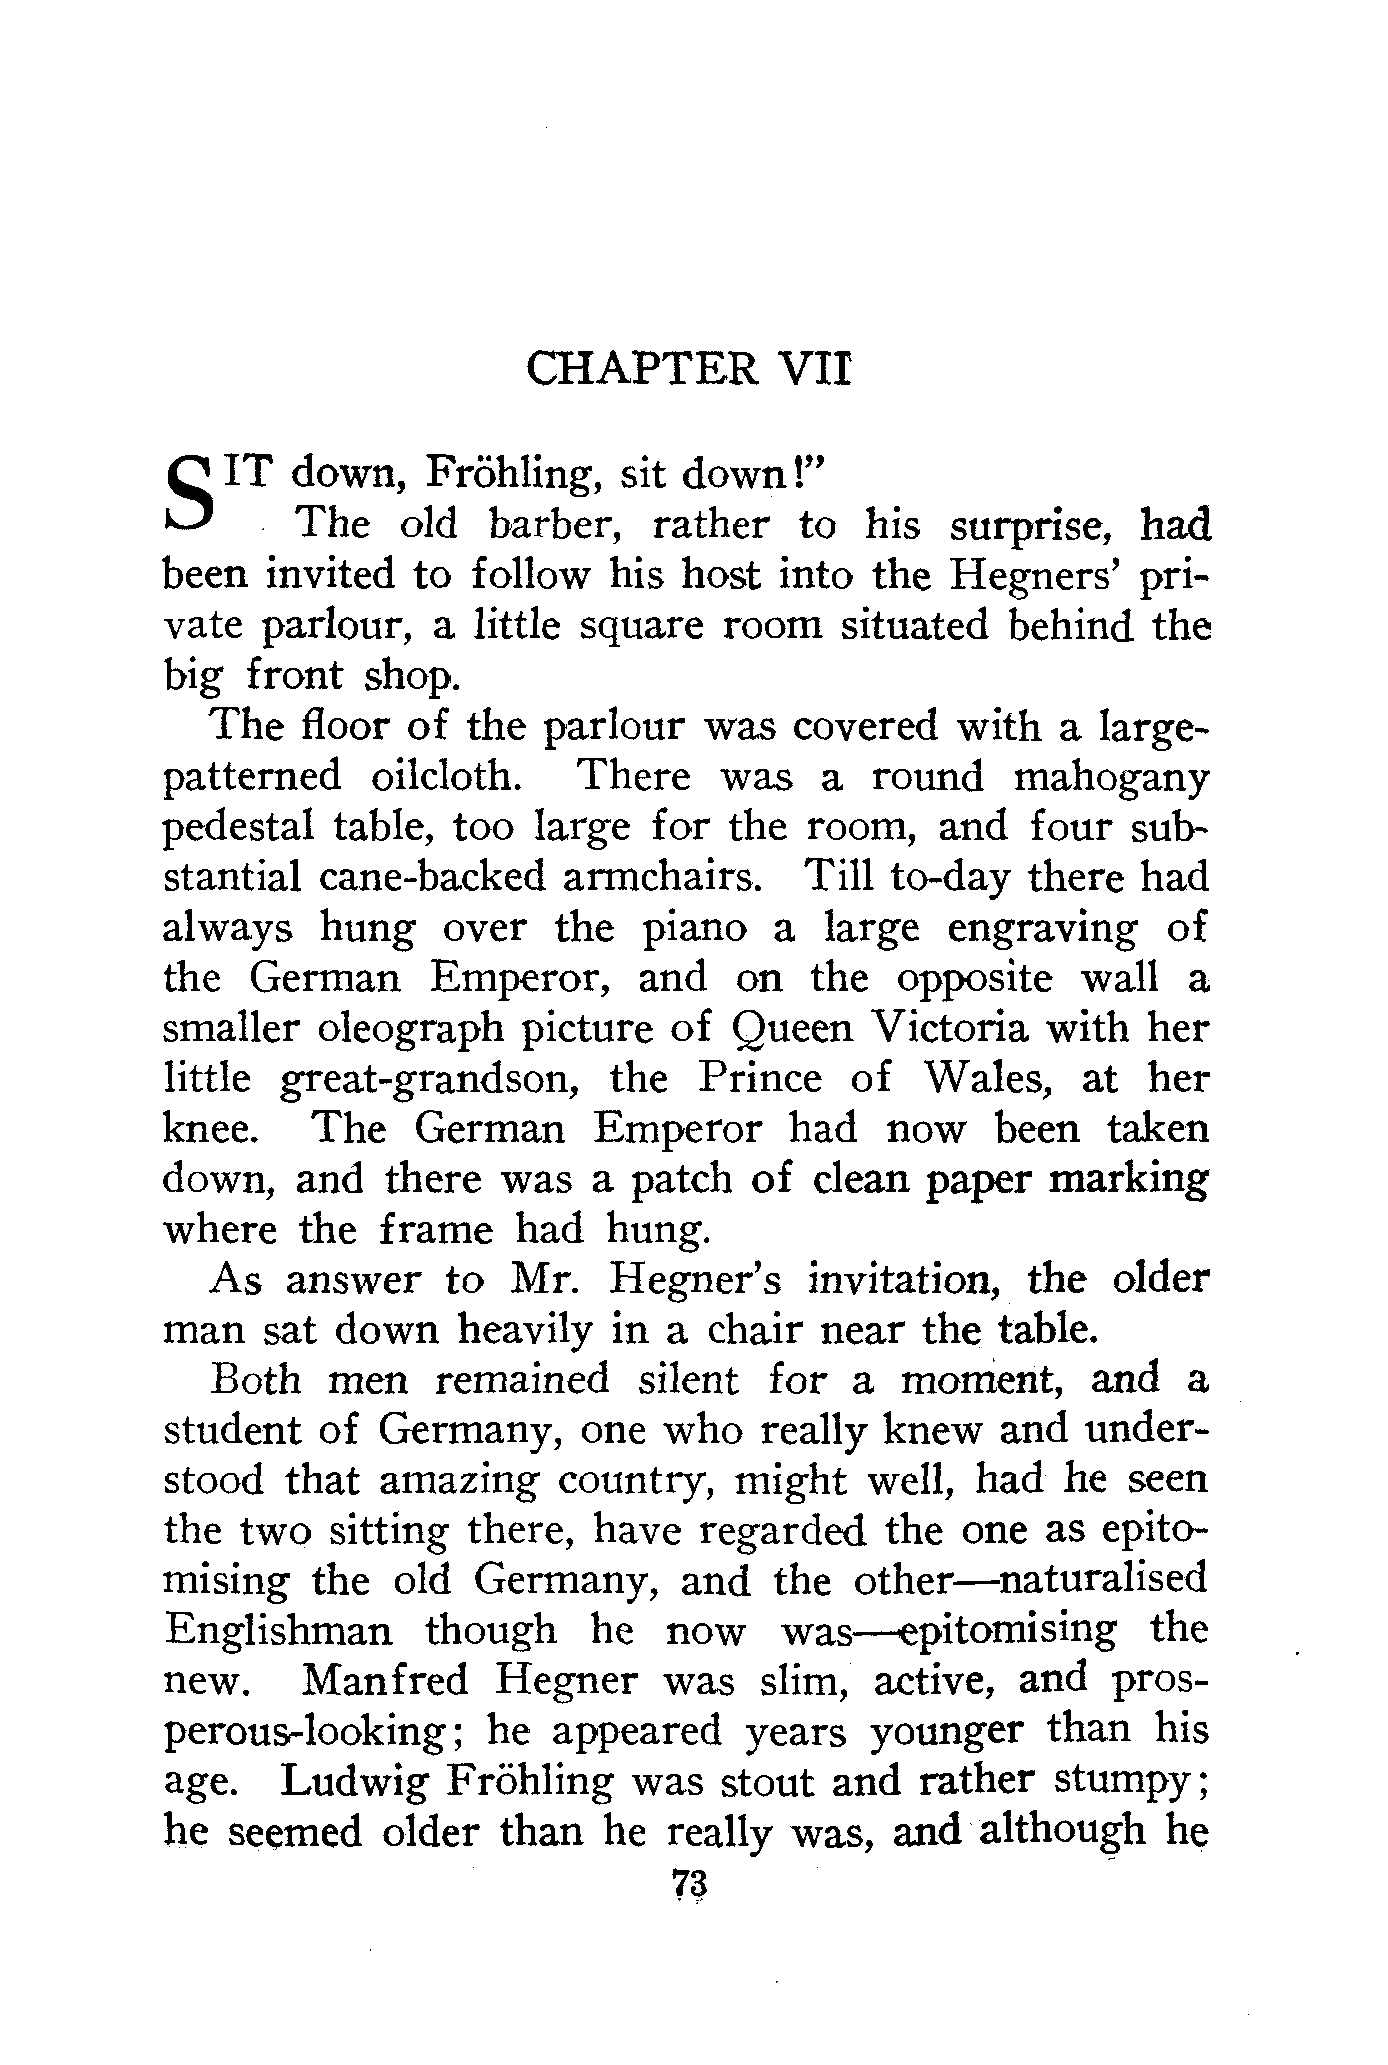 CHAPTER VII
SIT down, Fröhling, sit down!”
The old barber, rather to his surprise, had
been invited to follow his host into the Hegners’ pri-
vate parlour, a little square room situated behind the
big front shop.
The floor of the parlour was covered with a large-
patterned oilcloth. There was a round mahogany
pedestal table, too large for the room, and four sub-
stantial cane-backed armchairs. Till to-day there had
always hung over the piano a large engraving of
the German Emperor, and on the opposite wall a
smaller oleograph picture of Queen Victoria with her
little great-grandson, the Prince of Wales, at her
knee. The German Emperor had now been taken
down, and there was a patch of clean paper marking
where the frame had hung.
As answer to Mr. Hegner’s invitation, the older
man sat down heavily in a chair near the table.
Both men remained silent for a moment, and a
student of Germany, one who really knew and under-
stood that amazing country, might well, had he seen
the two sitting there, have regarded the one as epito-
mising the old Germany, and the other—naturalised
Englishman though he now was—epitomising the
new. Manfred Hegner was slim, active, and pros-
perous-looking; he appeared years younger than his
age. Ludwig Fröhling was stout and rather stumpy;
he seemed older than he really was, and although he
73